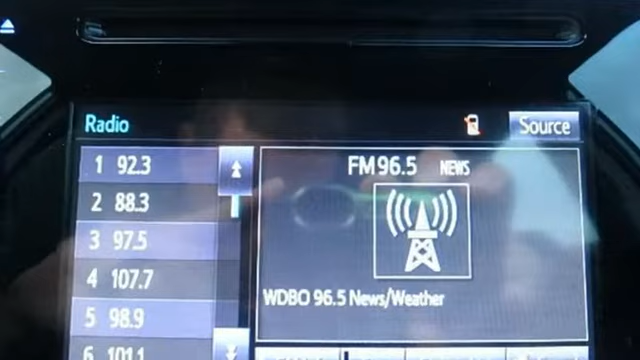 Radio
Source
1 92.3
2 88.3
3 97.5
4 107.7
5 98.9
6 101.1
FM 96.5 NEWS
WDBO 96.5 News/Weather